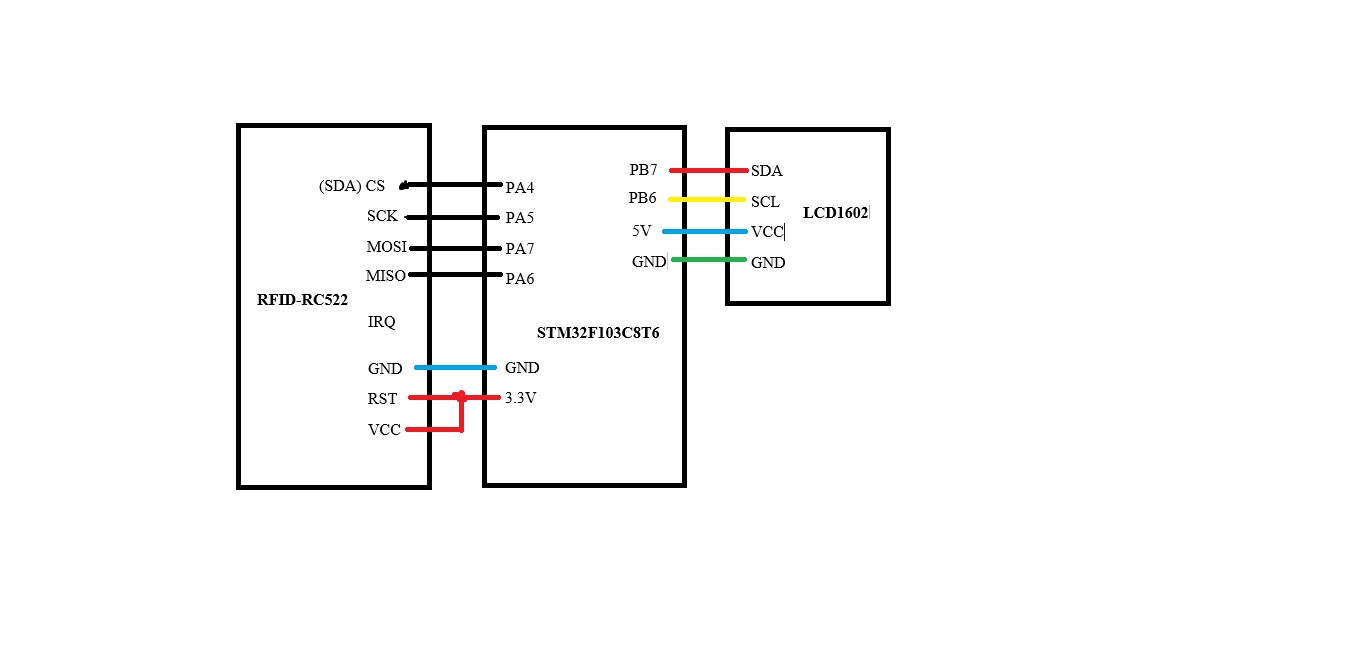 (SDA) CS
SCK
MOSI
MISO
RFID-RC522
IRQ
GND
RST
VCC
PA4
PA5
PA7
PA6
GND
3.3V
STM32F103C8T6
PB7
PB6
5V
GND
SDA
SCL
VCC
GND
LCD1602